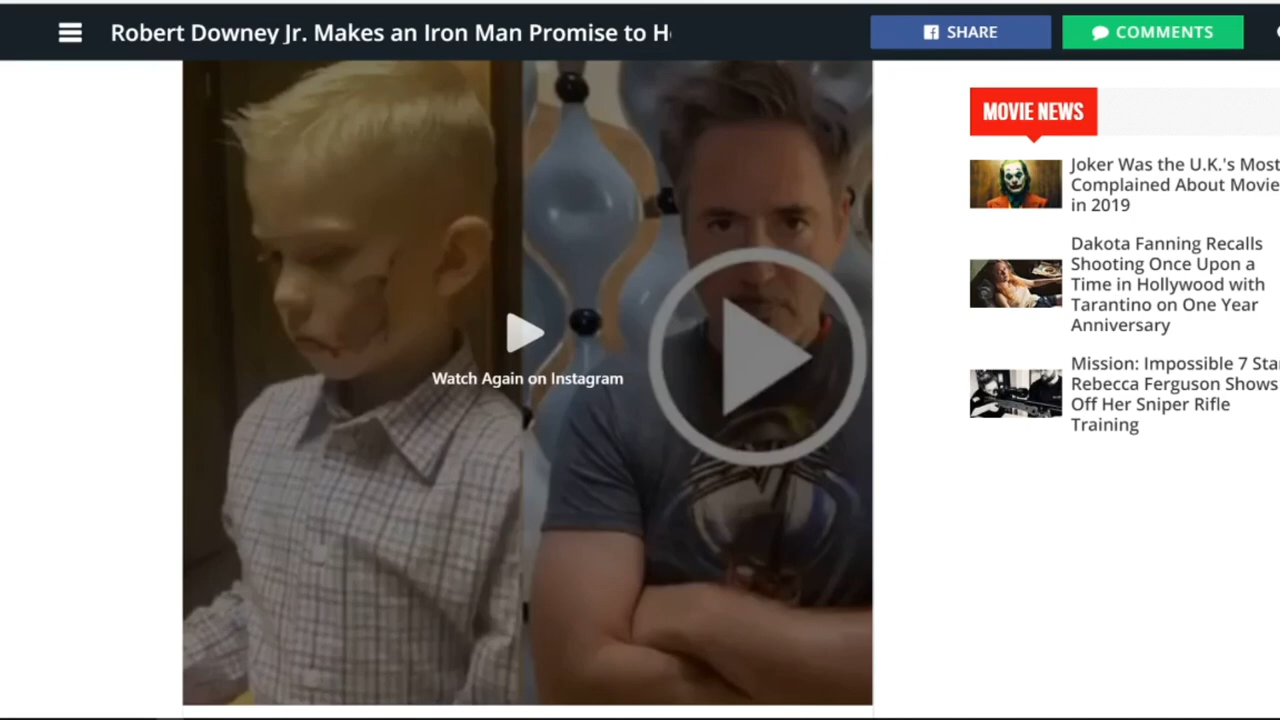 Robert Downey Jr. Makes an Iron Man Promise to H
SHARE
COMMENTS
MOVIE NEWS
Joker Was the U.K.'s Most
Complained About Movie
in 2019
Dakota Fanning Recalls
Shooting Once Upon a
Time in Hollywood with
Tarantino on One Year
Anniversary
Mission: Impossible 7 Sta
Rebecca Ferguson Shows
Off Her Sniper Rifle
Training
Watch Again on Instagram